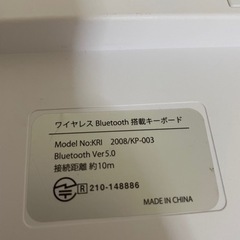 ワイヤレス Bluetooth 搭載キーボード
Model No:KRI 2008/KP-003
Bluetooth Ver5.0
接続距離 約10m
R 210-148886
MADE IN CHINA